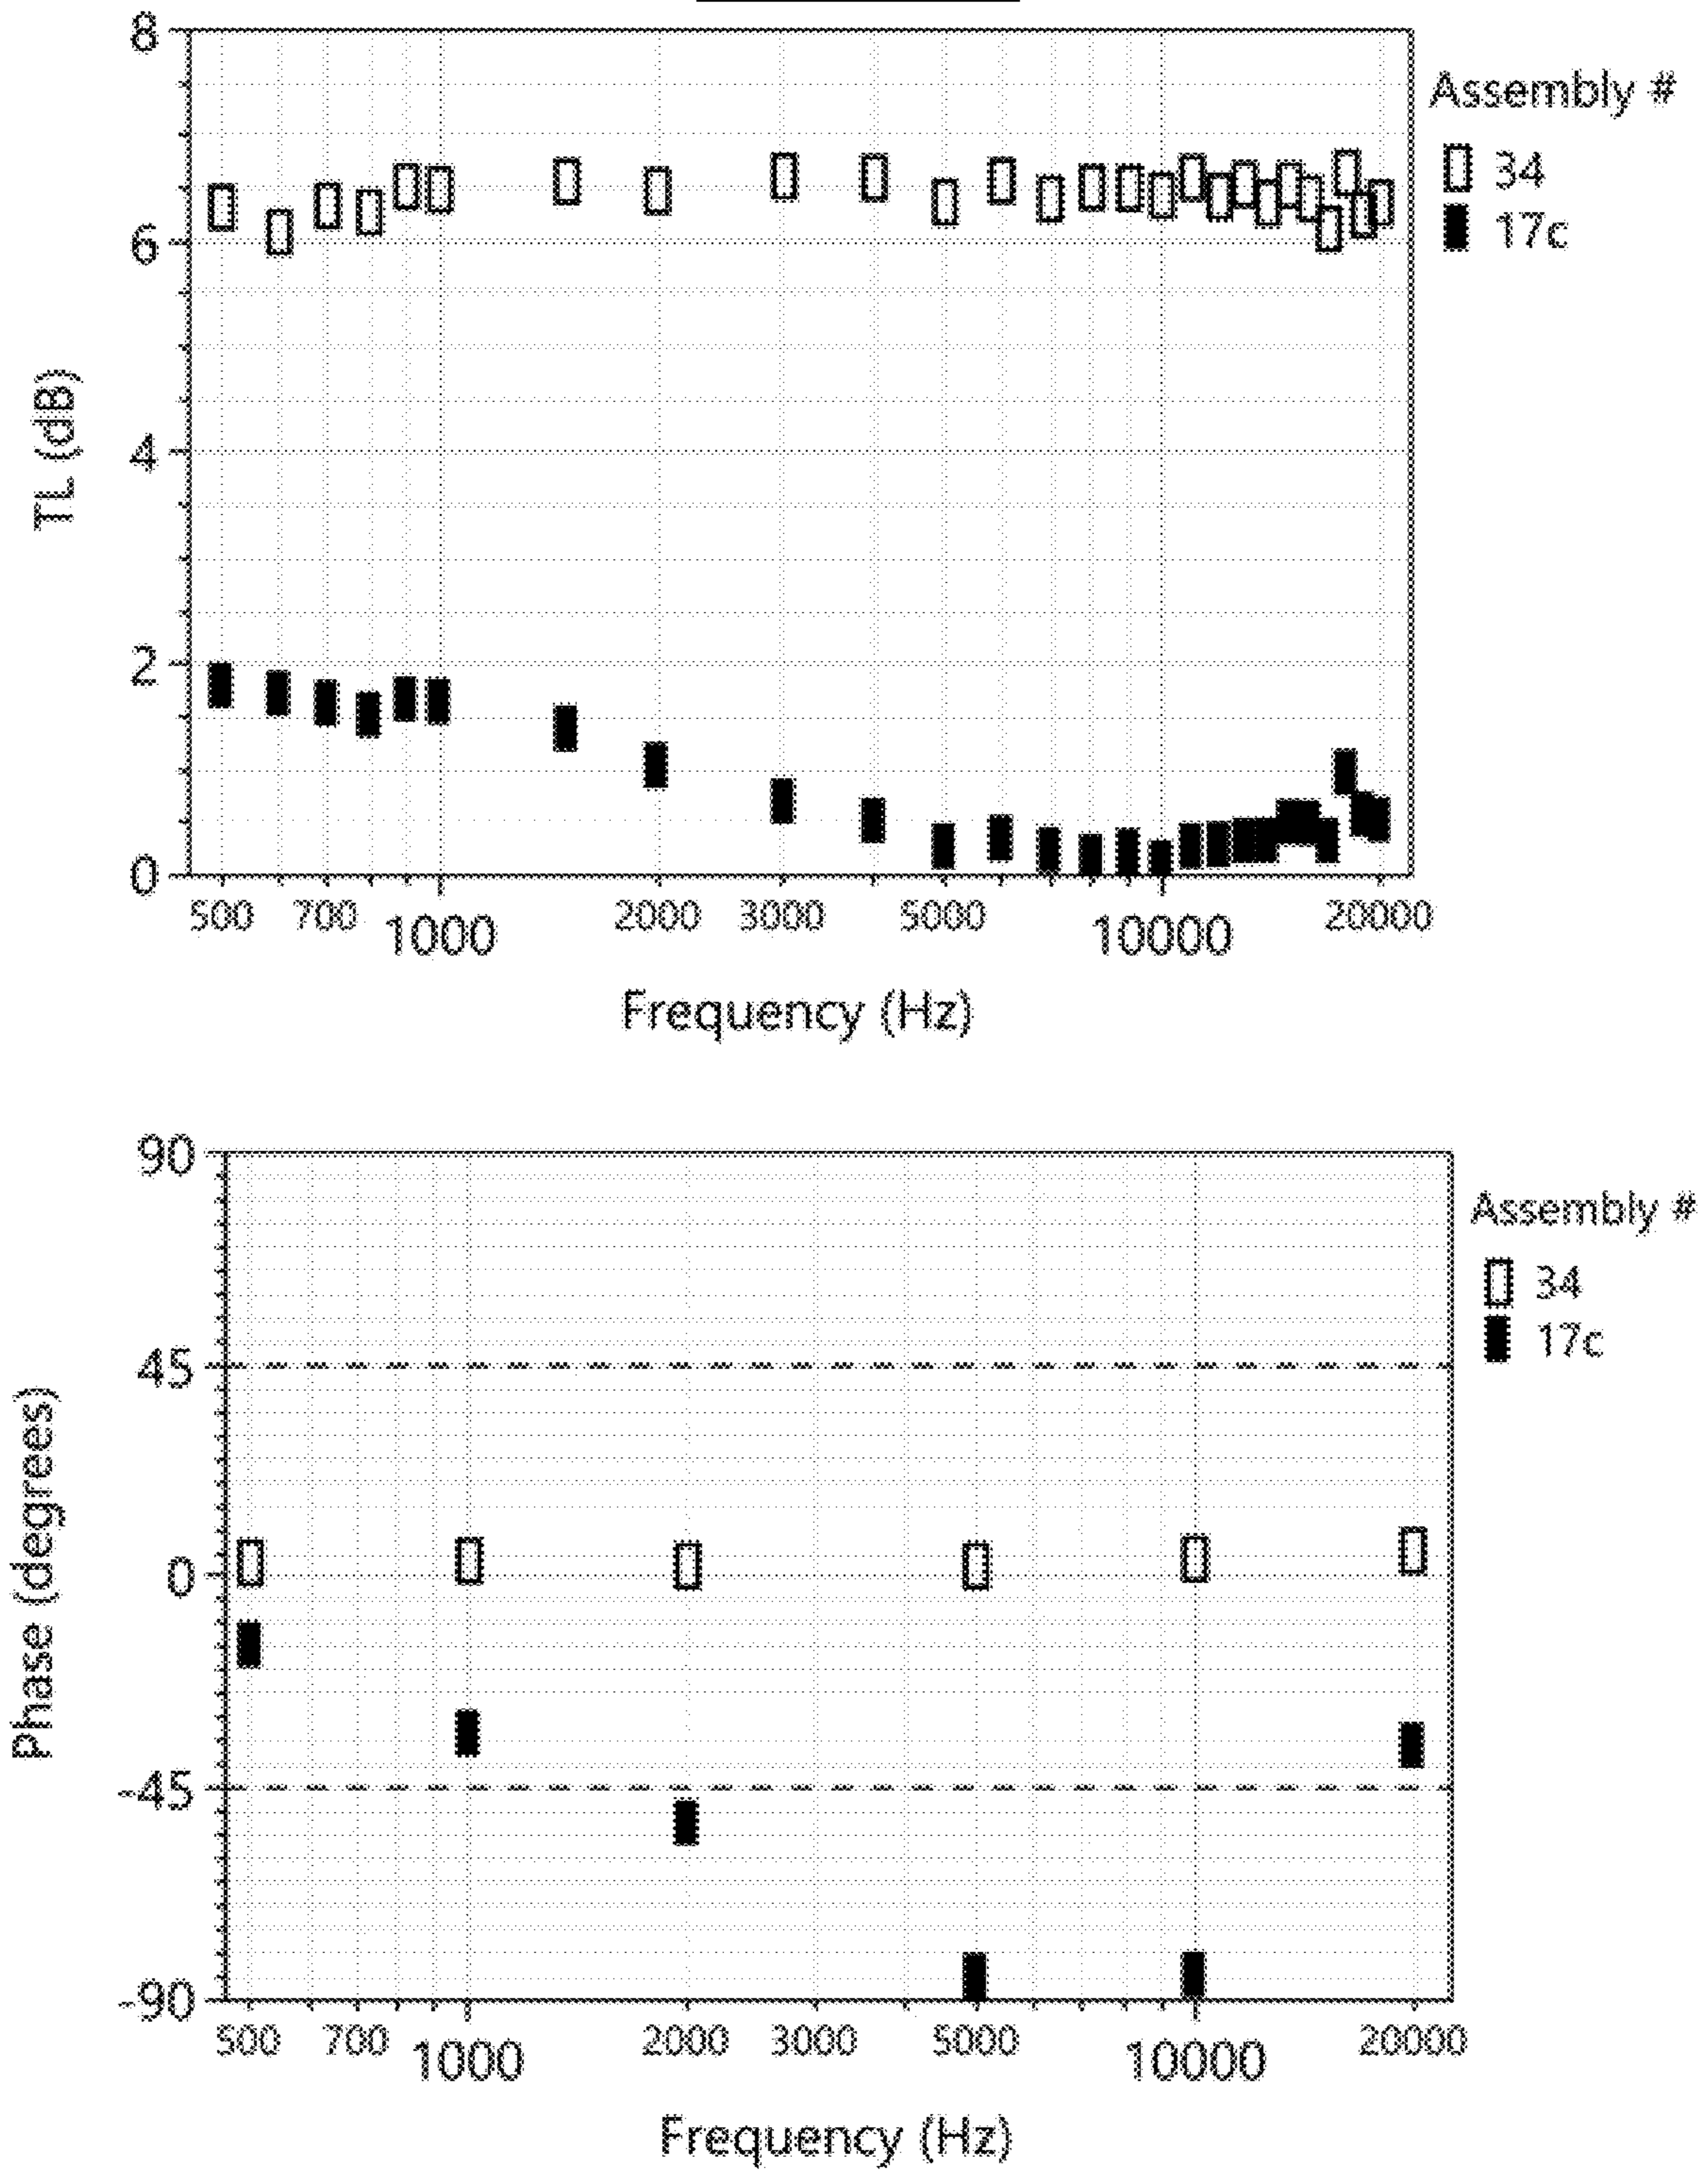 8
6
4
2
0
TL (dB)
500 700 1000 2000 3000 5000 10000 20000
Frequency (Hz)
Assembly #
34
17c
90
45
0
-45
-90
Phase (degrees)
500 700 1000 2000 3000 5000 10000 20000
Frequency (Hz)
Assembly #
34
17c